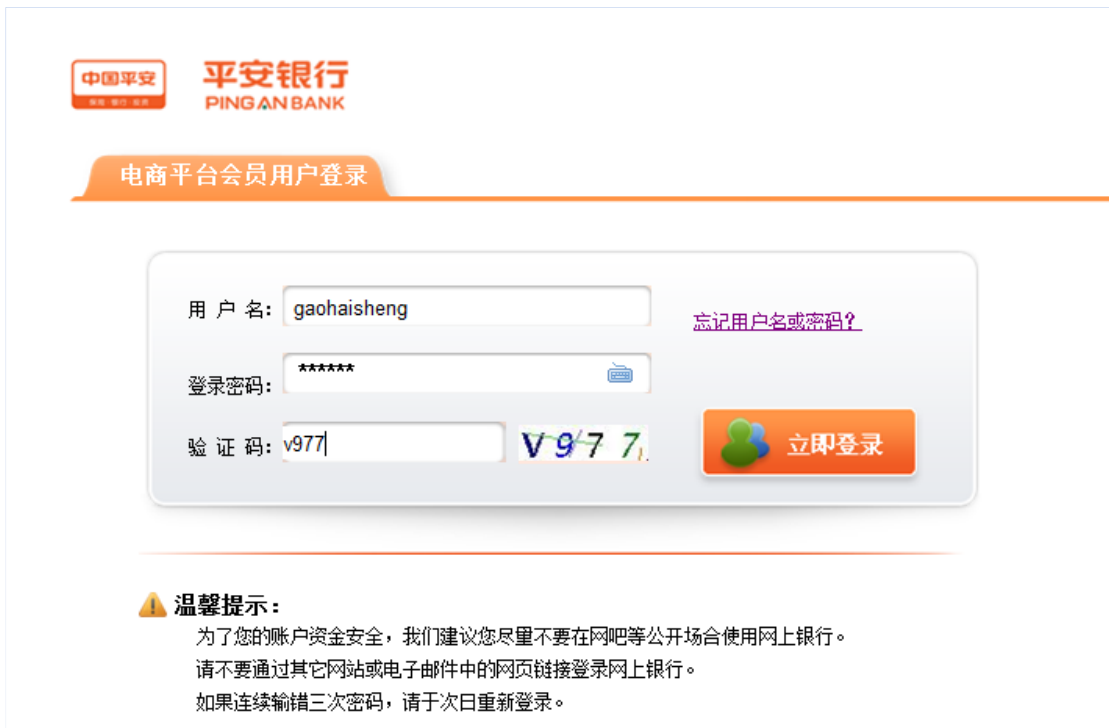 中国平安
保险·银行·投资
平安银行
PING AN BANK
电商平台会员用户登录
用 户 名: gaohaisheng
忘记用户名或密码?
登录密码: ******
验 证 码: v977 V977
立即登录
温馨提示:
为了您的账户资金安全，我们建议您尽量不要在网吧等公开场合使用网上银行。
请不要通过其它网站或电子邮件中的网页链接登录网上银行。
如果连续输错三次密码，请于次日重新登录。